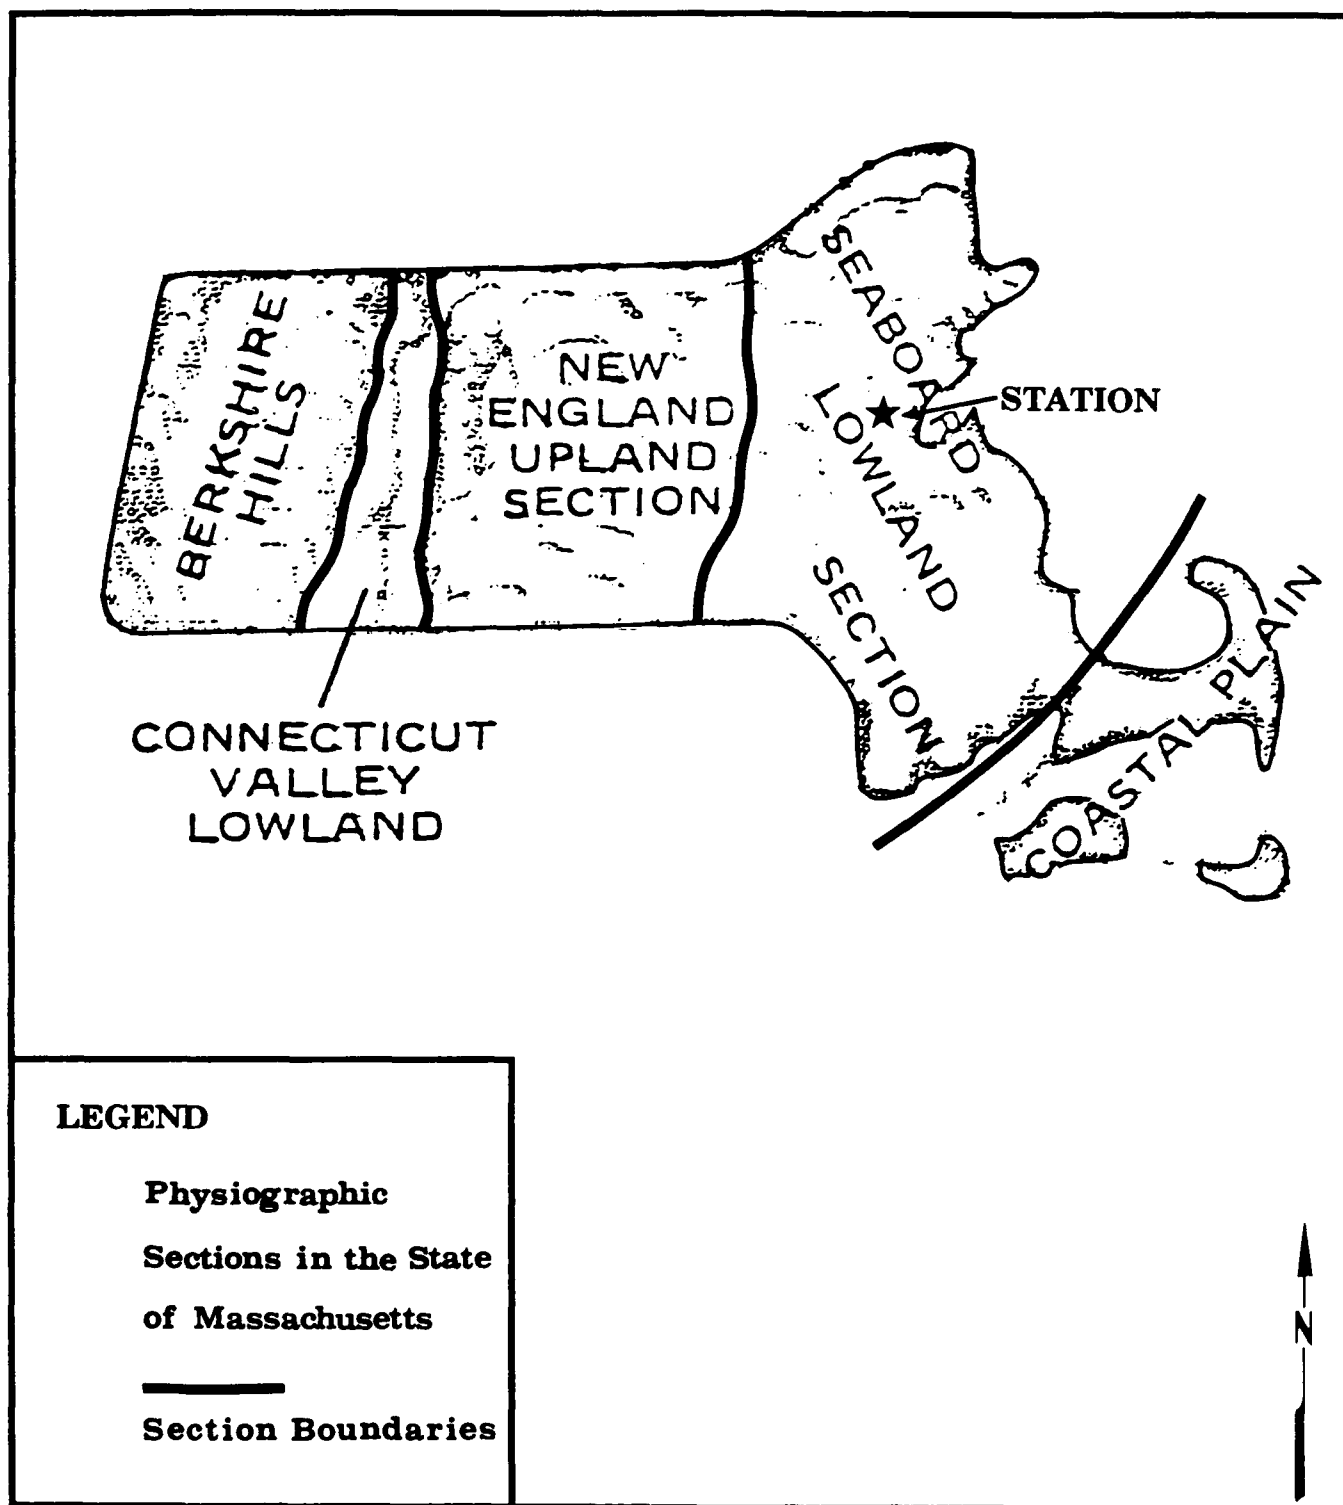 BERKSHIRE
HILLS
NEW
ENGLAND
UPLAND
SECTION
SEABOARD
LOWLAND
SECTION
STATION
COASTAL PLAIN
CONNECTICUT
VALLEY
LOWLAND
LEGEND
Physiographic
Sections in the State
of Massachusetts
Section Boundaries
N